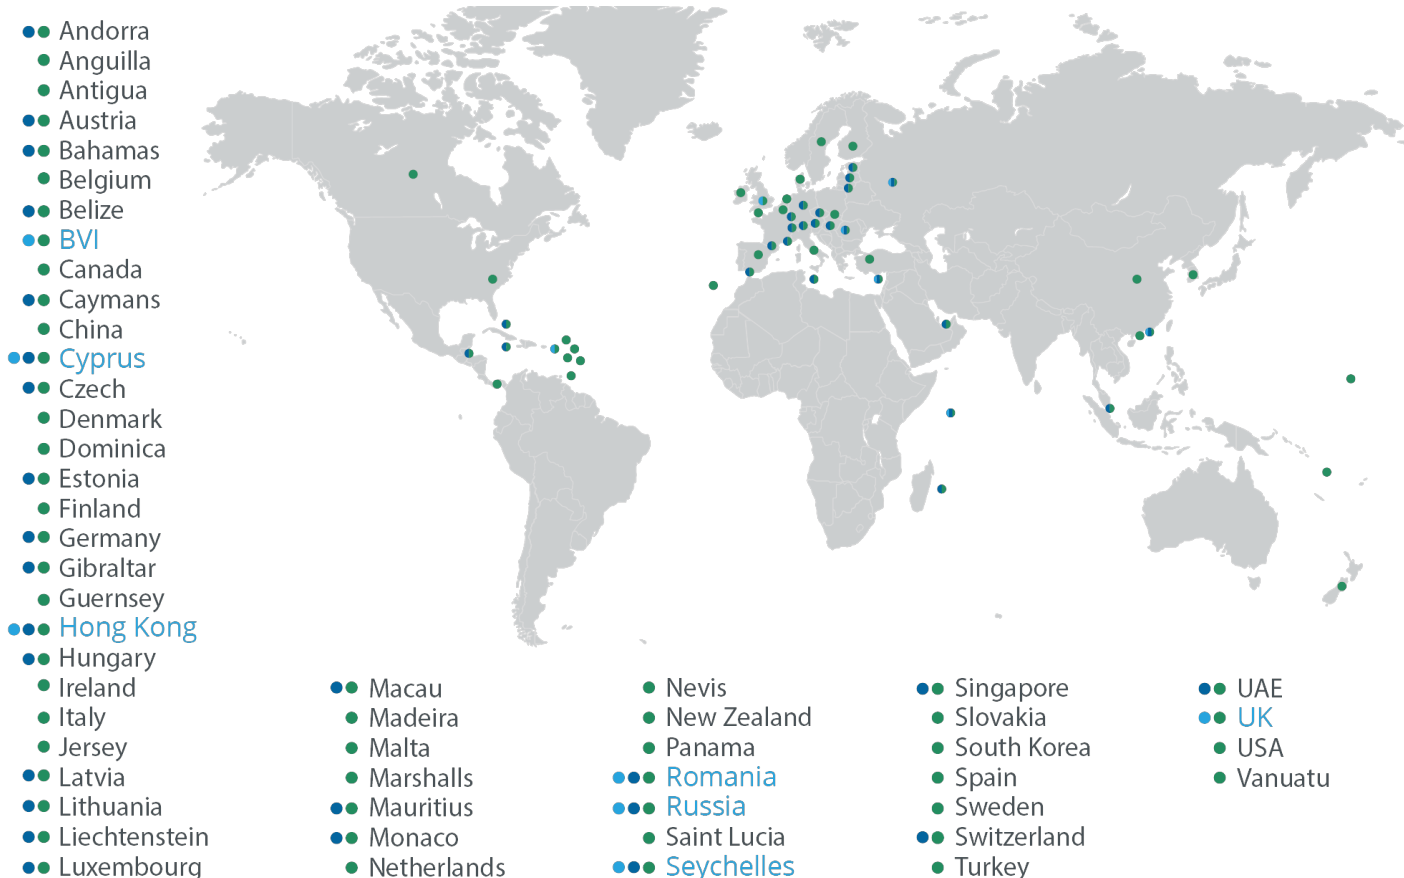 Andorra
Anguilla
Antigua
Austria
Bahamas
Belgium
Belize
BVI
Canada
Caymans
China
Cyprus
Czech
Denmark
Dominica
Estonia
Finland
Germany
Gibraltar
Guernsey
Hong Kong
Hungary
Ireland
Italy
Jersey
Latvia
Lithuania
Liechtenstein
Luxembourg
Macau
Madeira
Malta
Marshalls
Mauritius
Monaco
Netherlands
Nevis
New Zealand
Panama
Romania
Russia
Saint Lucia
Seychelles
Singapore
Slovakia
South Korea
Spain
Sweden
Switzerland
Turkey
UAE
UK
USA
Vanuatu